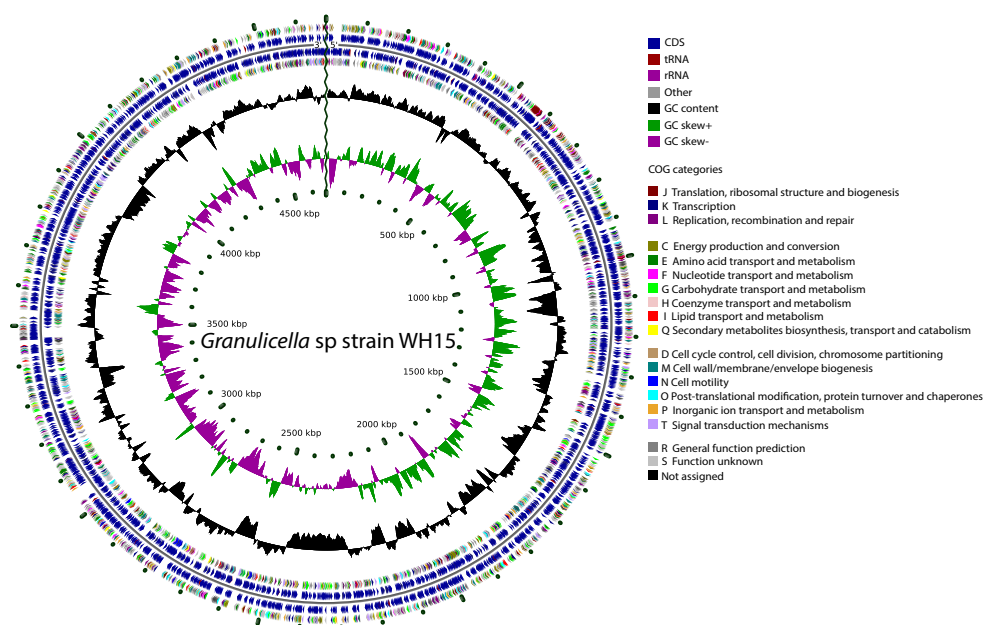 3' 5'
4500 kbp
500 kbp
4000 kbp
1000 kbp
3500 kbp
Granulicella sp strain WH15
1500 kbp
3000 kbp
2000 kbp
2500 kbp
CDS
tRNA
rRNA
Other
GC content
GC skew+
GC skew-
COG categories
J Translation, ribosomal structure and biogenesis
K Transcription
L Replication, recombination and repair
C Energy production and conversion
E Amino acid transport and metabolism
F Nucleotide transport and metabolism
G Carbohydrate transport and metabolism
H Coenzyme transport and metabolism
I Lipid transport and metabolism
Q Secondary metabolites biosynthesis, transport and catabolism
D Cell cycle control, cell division, chromosome partitioning
M Cell wall/membrane/envelope biogenesis
N Cell motility
O Post-translational modification, protein turnover and chaperones
P Inorganic ion transport and metabolism
T Signal transduction mechanisms
R General function prediction
S Function unknown
Not assigned